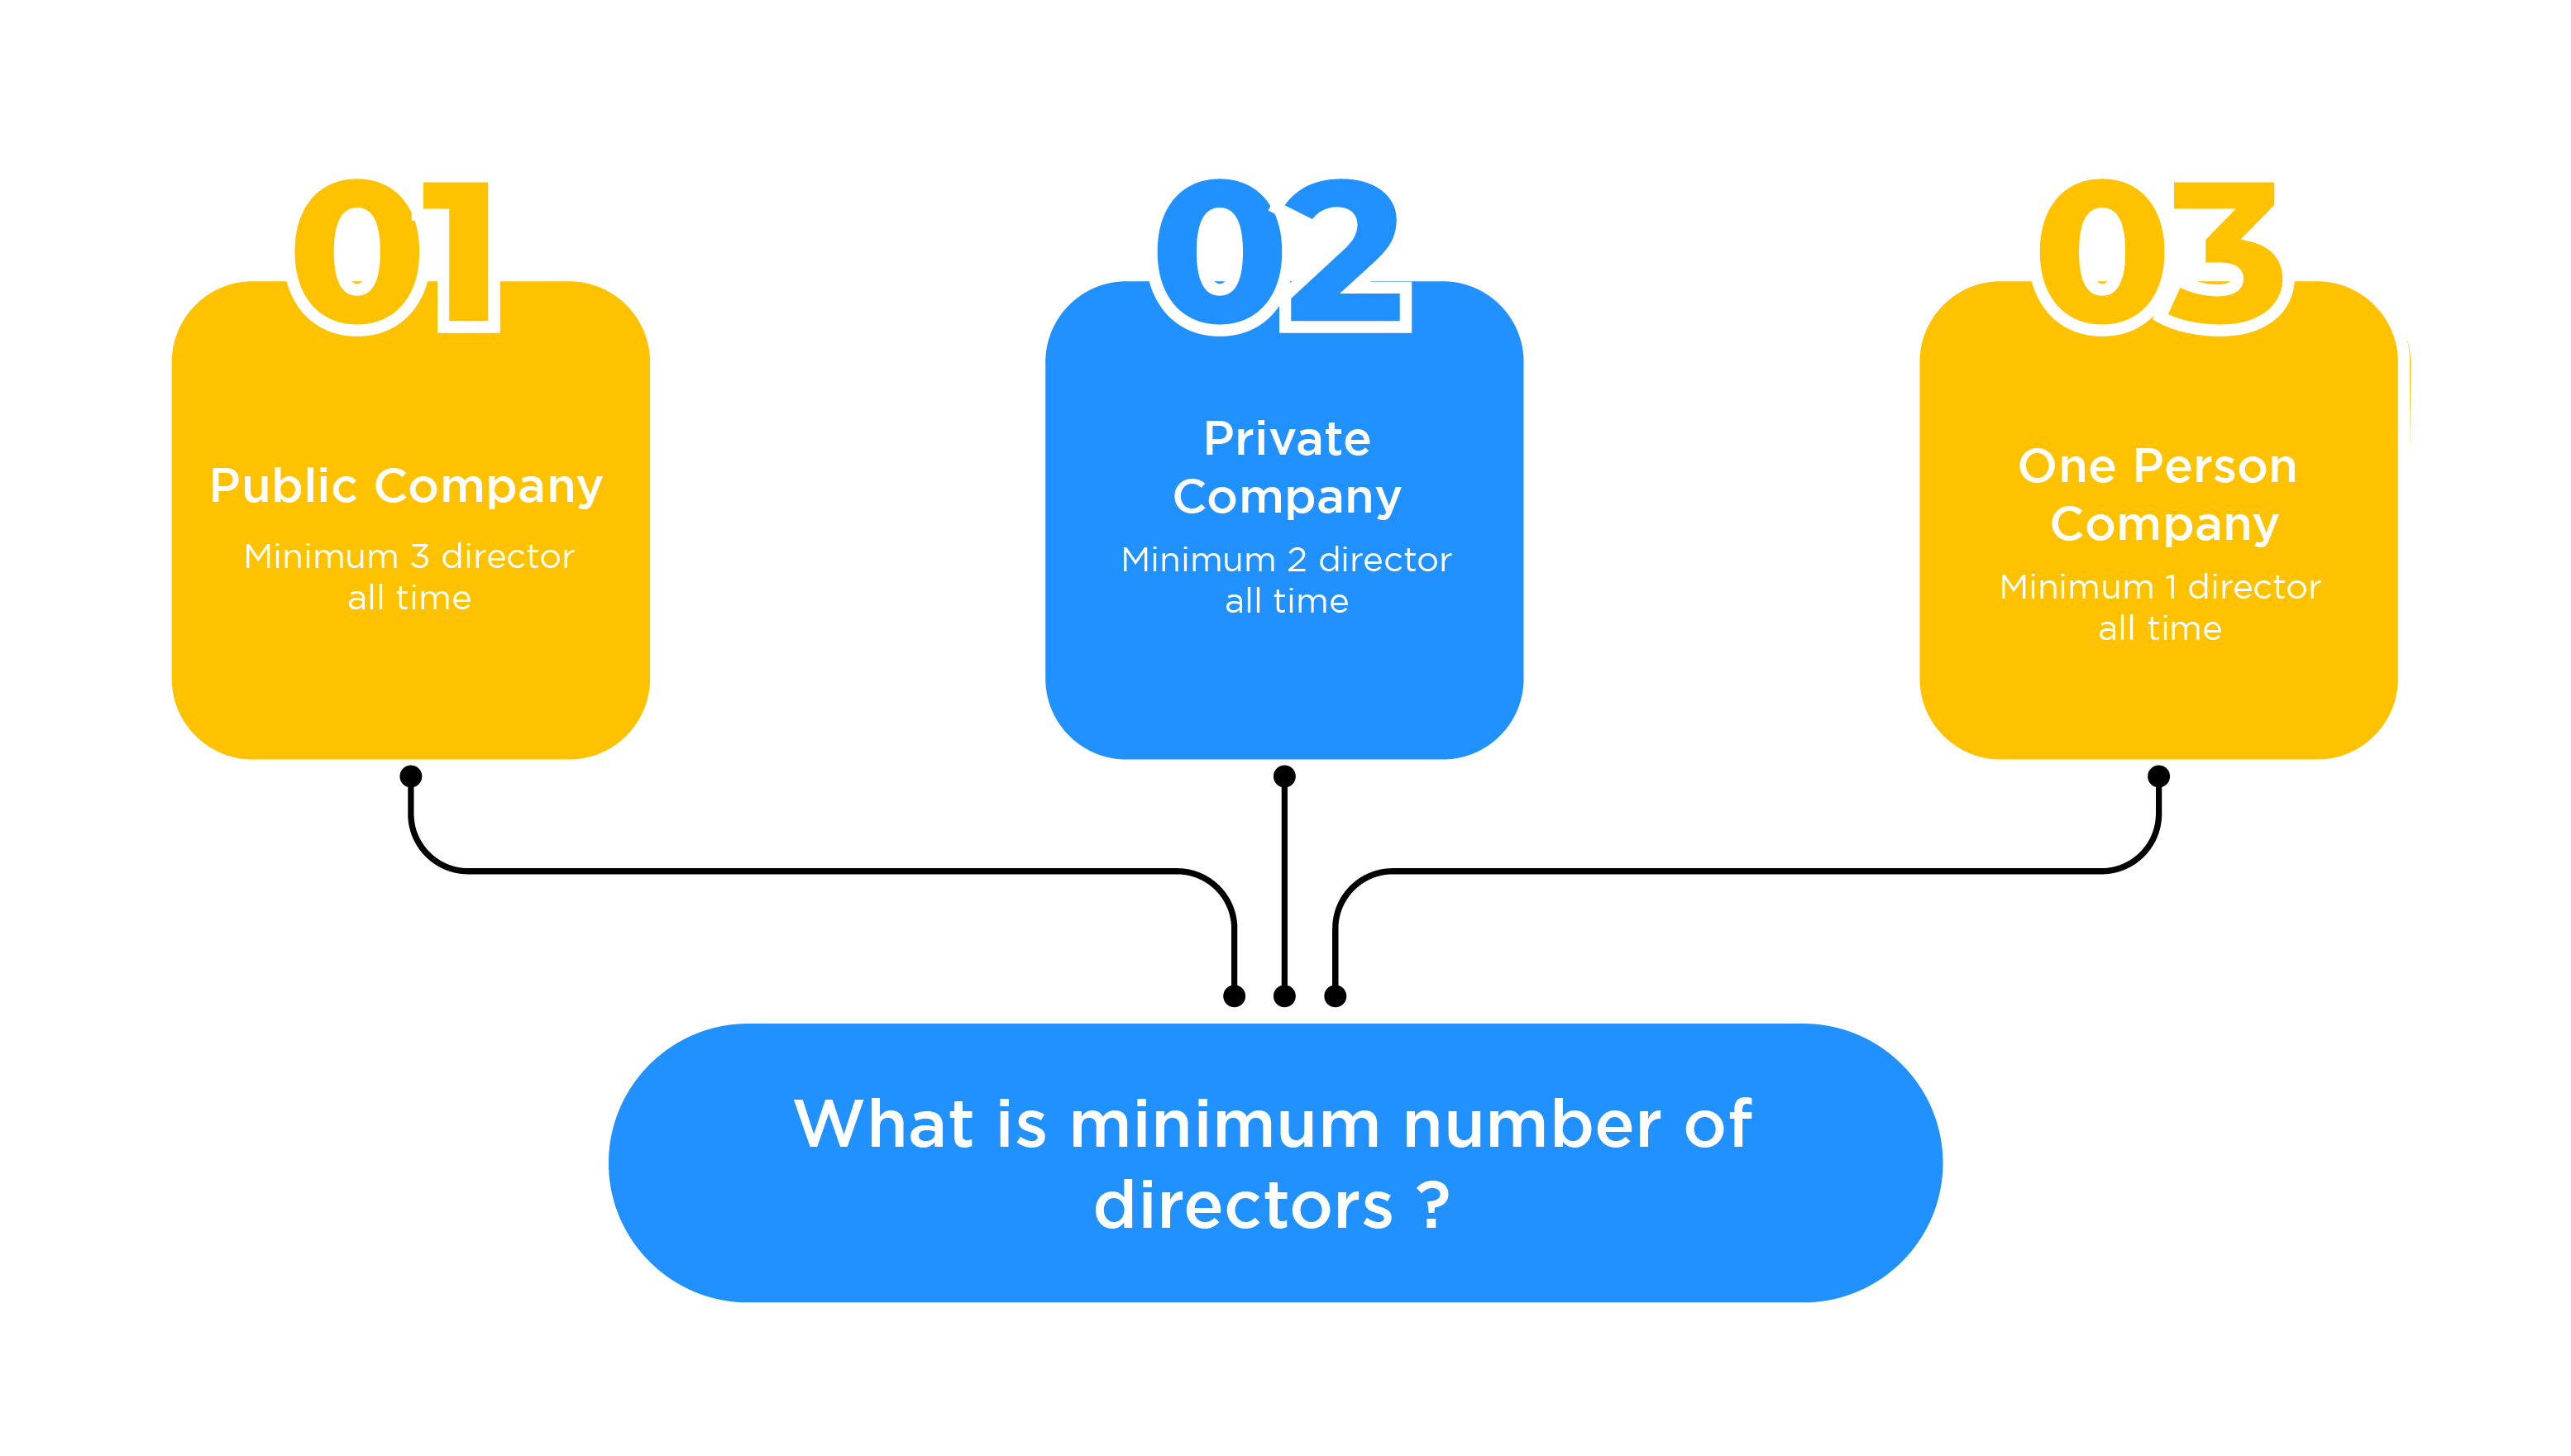 01
Public Company
Minimum 3 director
all time
02
Private
Company
Minimum 2 director
all time
03
One Person
Company
Minimum 1 director
all time
What is minimum number of
directors ?